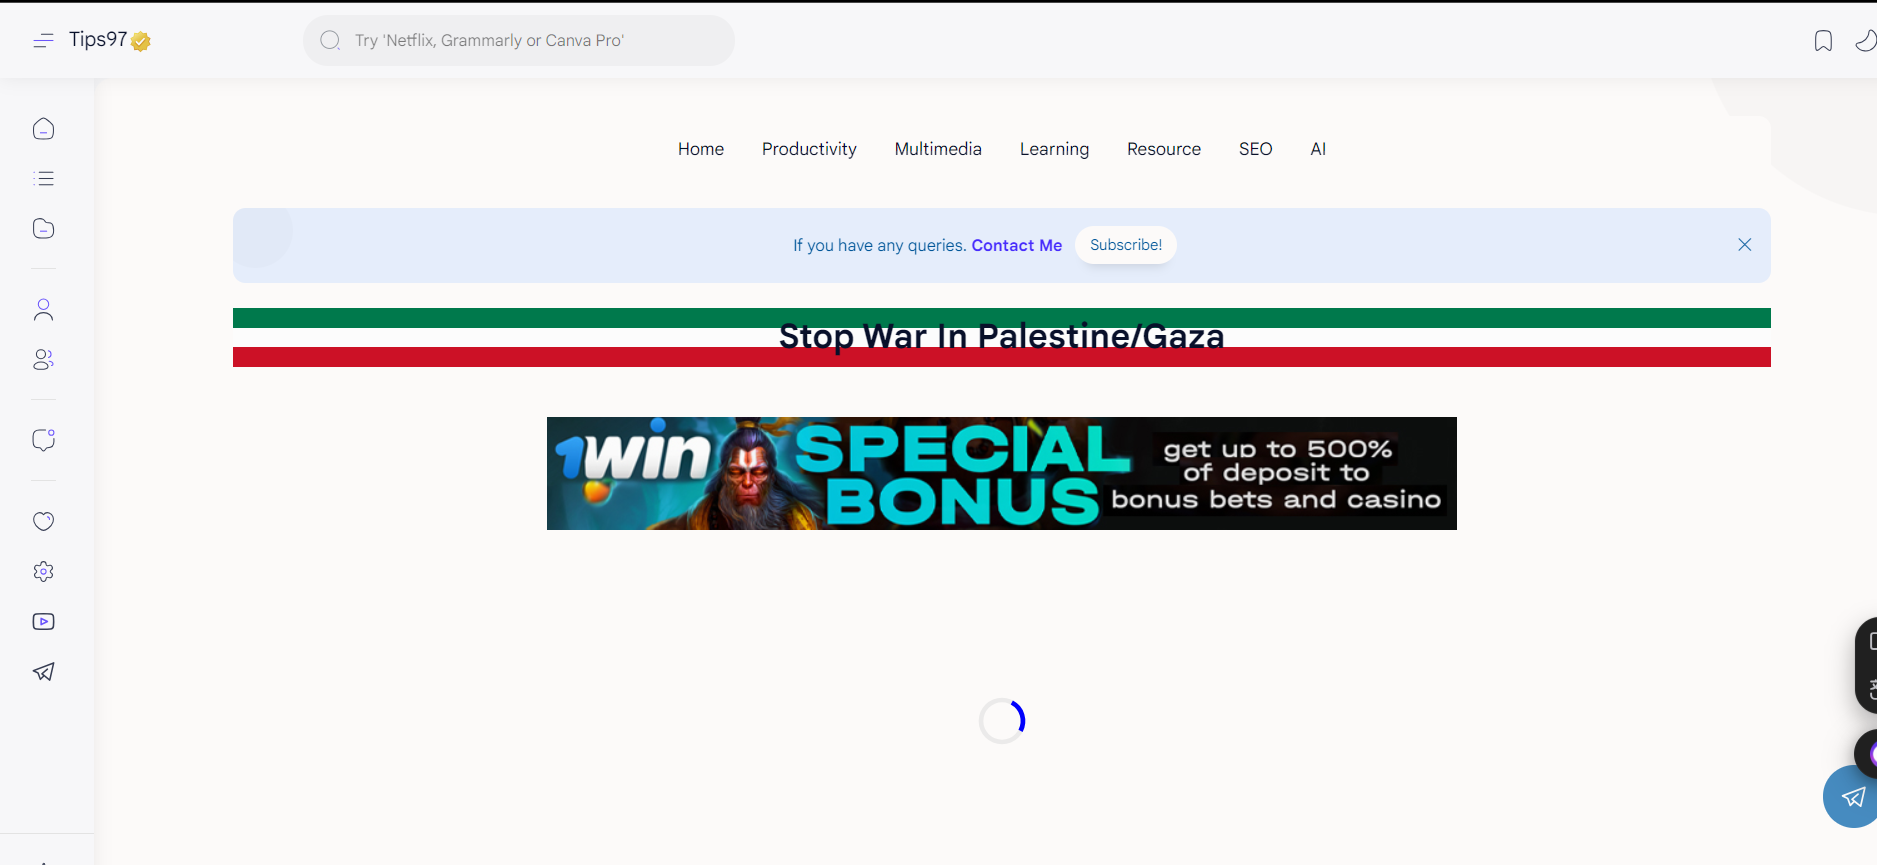 Tips97
Try 'Netflix, Grammarly or Canva Pro'
Home Productivity Multimedia Learning Resource SEO AI
If you have any queries. Contact Me Subscribe!
Stop War In Palestine/Gaza
1win
SPECIAL
BONUS
get up to 500%
of deposit to
bonus bets and casino